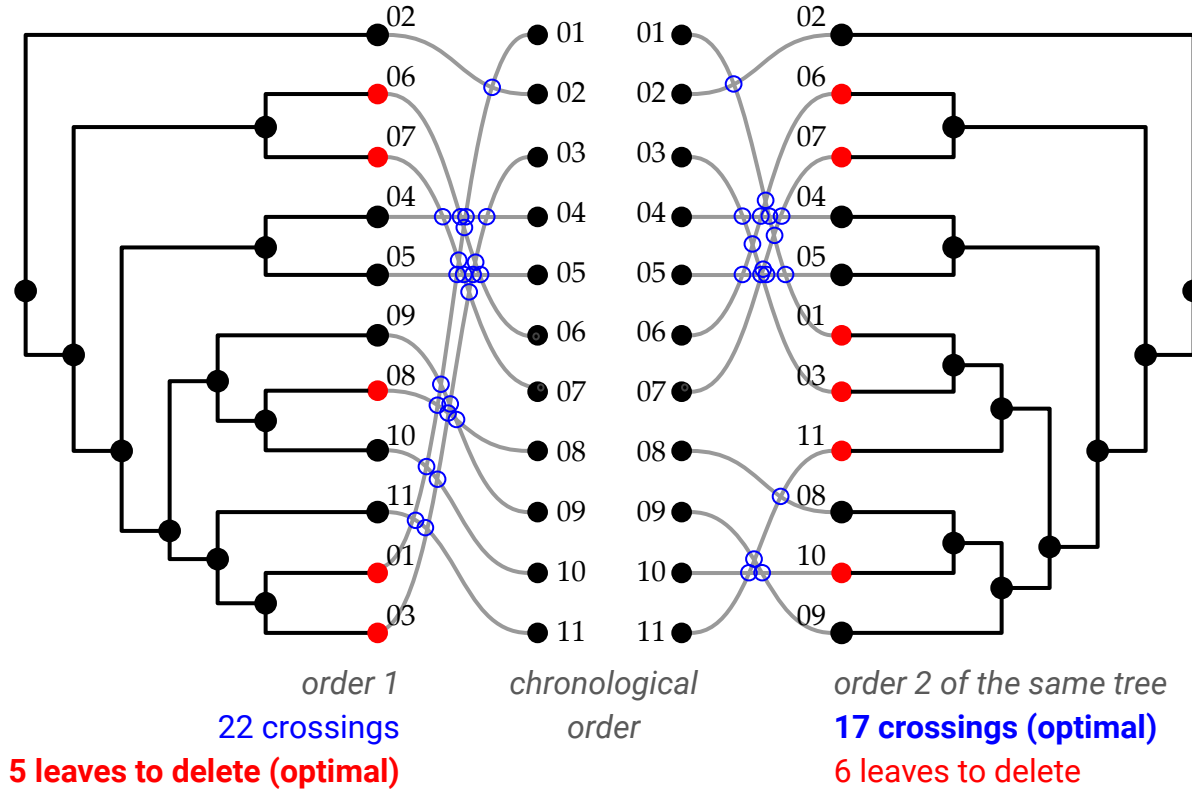 02 01 01 02
06 02 02 06
07 03 03 07
04 04 04 04
05 05 05 05
09 06 06 01
08 07 07 03
10 08 08 11
11 09 09 08
01 10 10 10
03 11 11 09
order 1 chronological order 2 of the same tree
22 crossings order 17 crossings (optimal)
5 leaves to delete (optimal) 6 leaves to delete